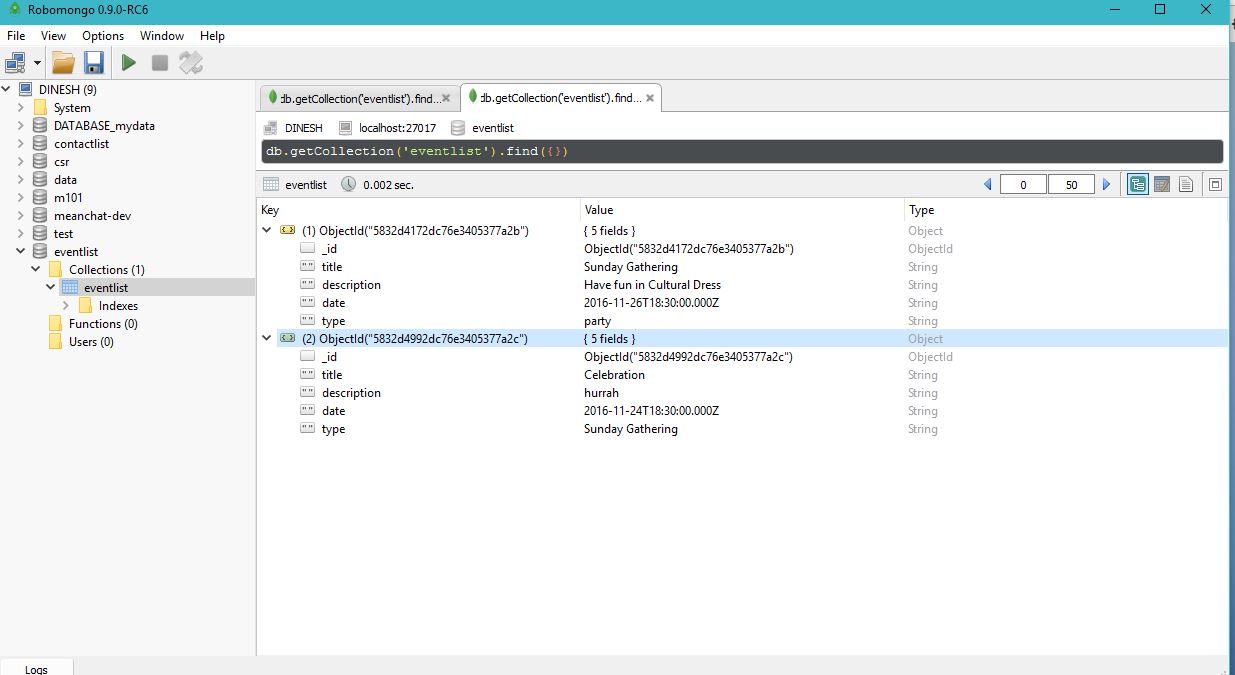 Robomongo 0.9.0-RC6
File View Options Window Help
DINESH (9)
System
DATABASE_mydata
contactlist
csr
data
m101
meanchat-dev
test
eventlist
Collections (1)
eventlist
Indexes
Functions (0)
Users (0)
db.getCollection('eventlist').find... db.getCollection('eventlist').find...
DINESH localhost:27017 eventlist
db.getCollection('eventlist').find({})
eventlist 0.002 sec. 0 50
Key Value Type
(1) ObjectId("5832d4172dc76e3405377a2b") { 5 fields } Object
_id ObjectId("5832d4172dc76e3405377a2b") ObjectId
title Sunday Gathering String
description Have fun in Cultural Dress String
date 2016-11-26T18:30:00.000Z String
type party String
(2) ObjectId("5832d4992dc76e3405377a2c") { 5 fields } Object
_id ObjectId("5832d4992dc76e3405377a2c") ObjectId
title Celebration String
description hurrah String
date 2016-11-24T18:30:00.000Z String
type Sunday Gathering String
Logs